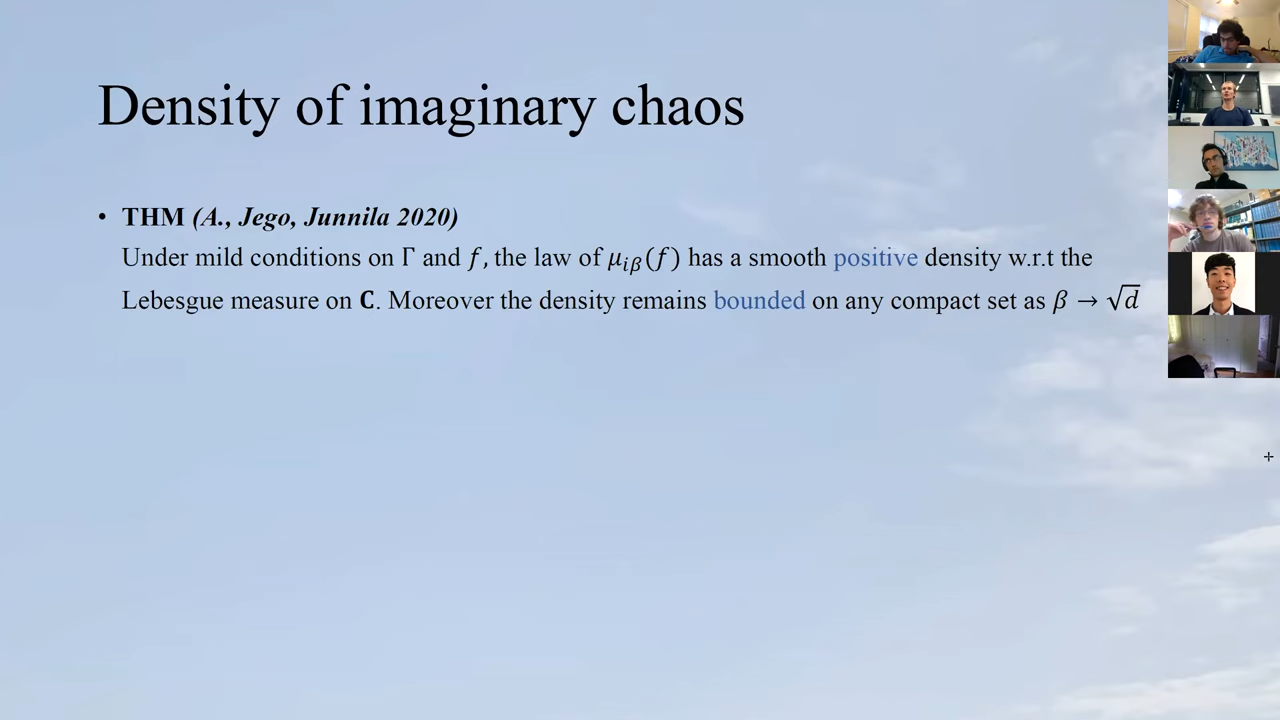 Density of imaginary chaos
• THM (A., Jego, Junnila 2020)
Under mild conditions on Γ and f, the law of μ_{iβ}(f) has a smooth positive density w.r.t the
Lebesgue measure on C. Moreover the density remains bounded on any compact set as β → √d